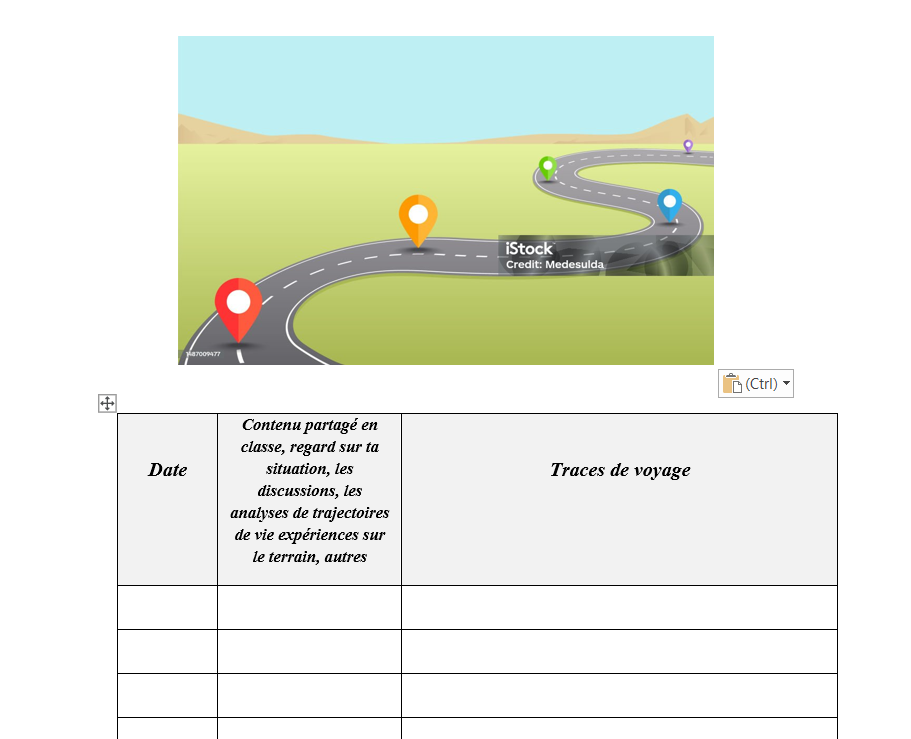 iStock
Credit: Medesulda
1487009477
(Ctrl)
Date
Contenu partagé en
classe, regard sur ta
situation, les
discussions, les
analyses de trajectoires
de vie expériences sur
le terrain, autres
Traces de voyage